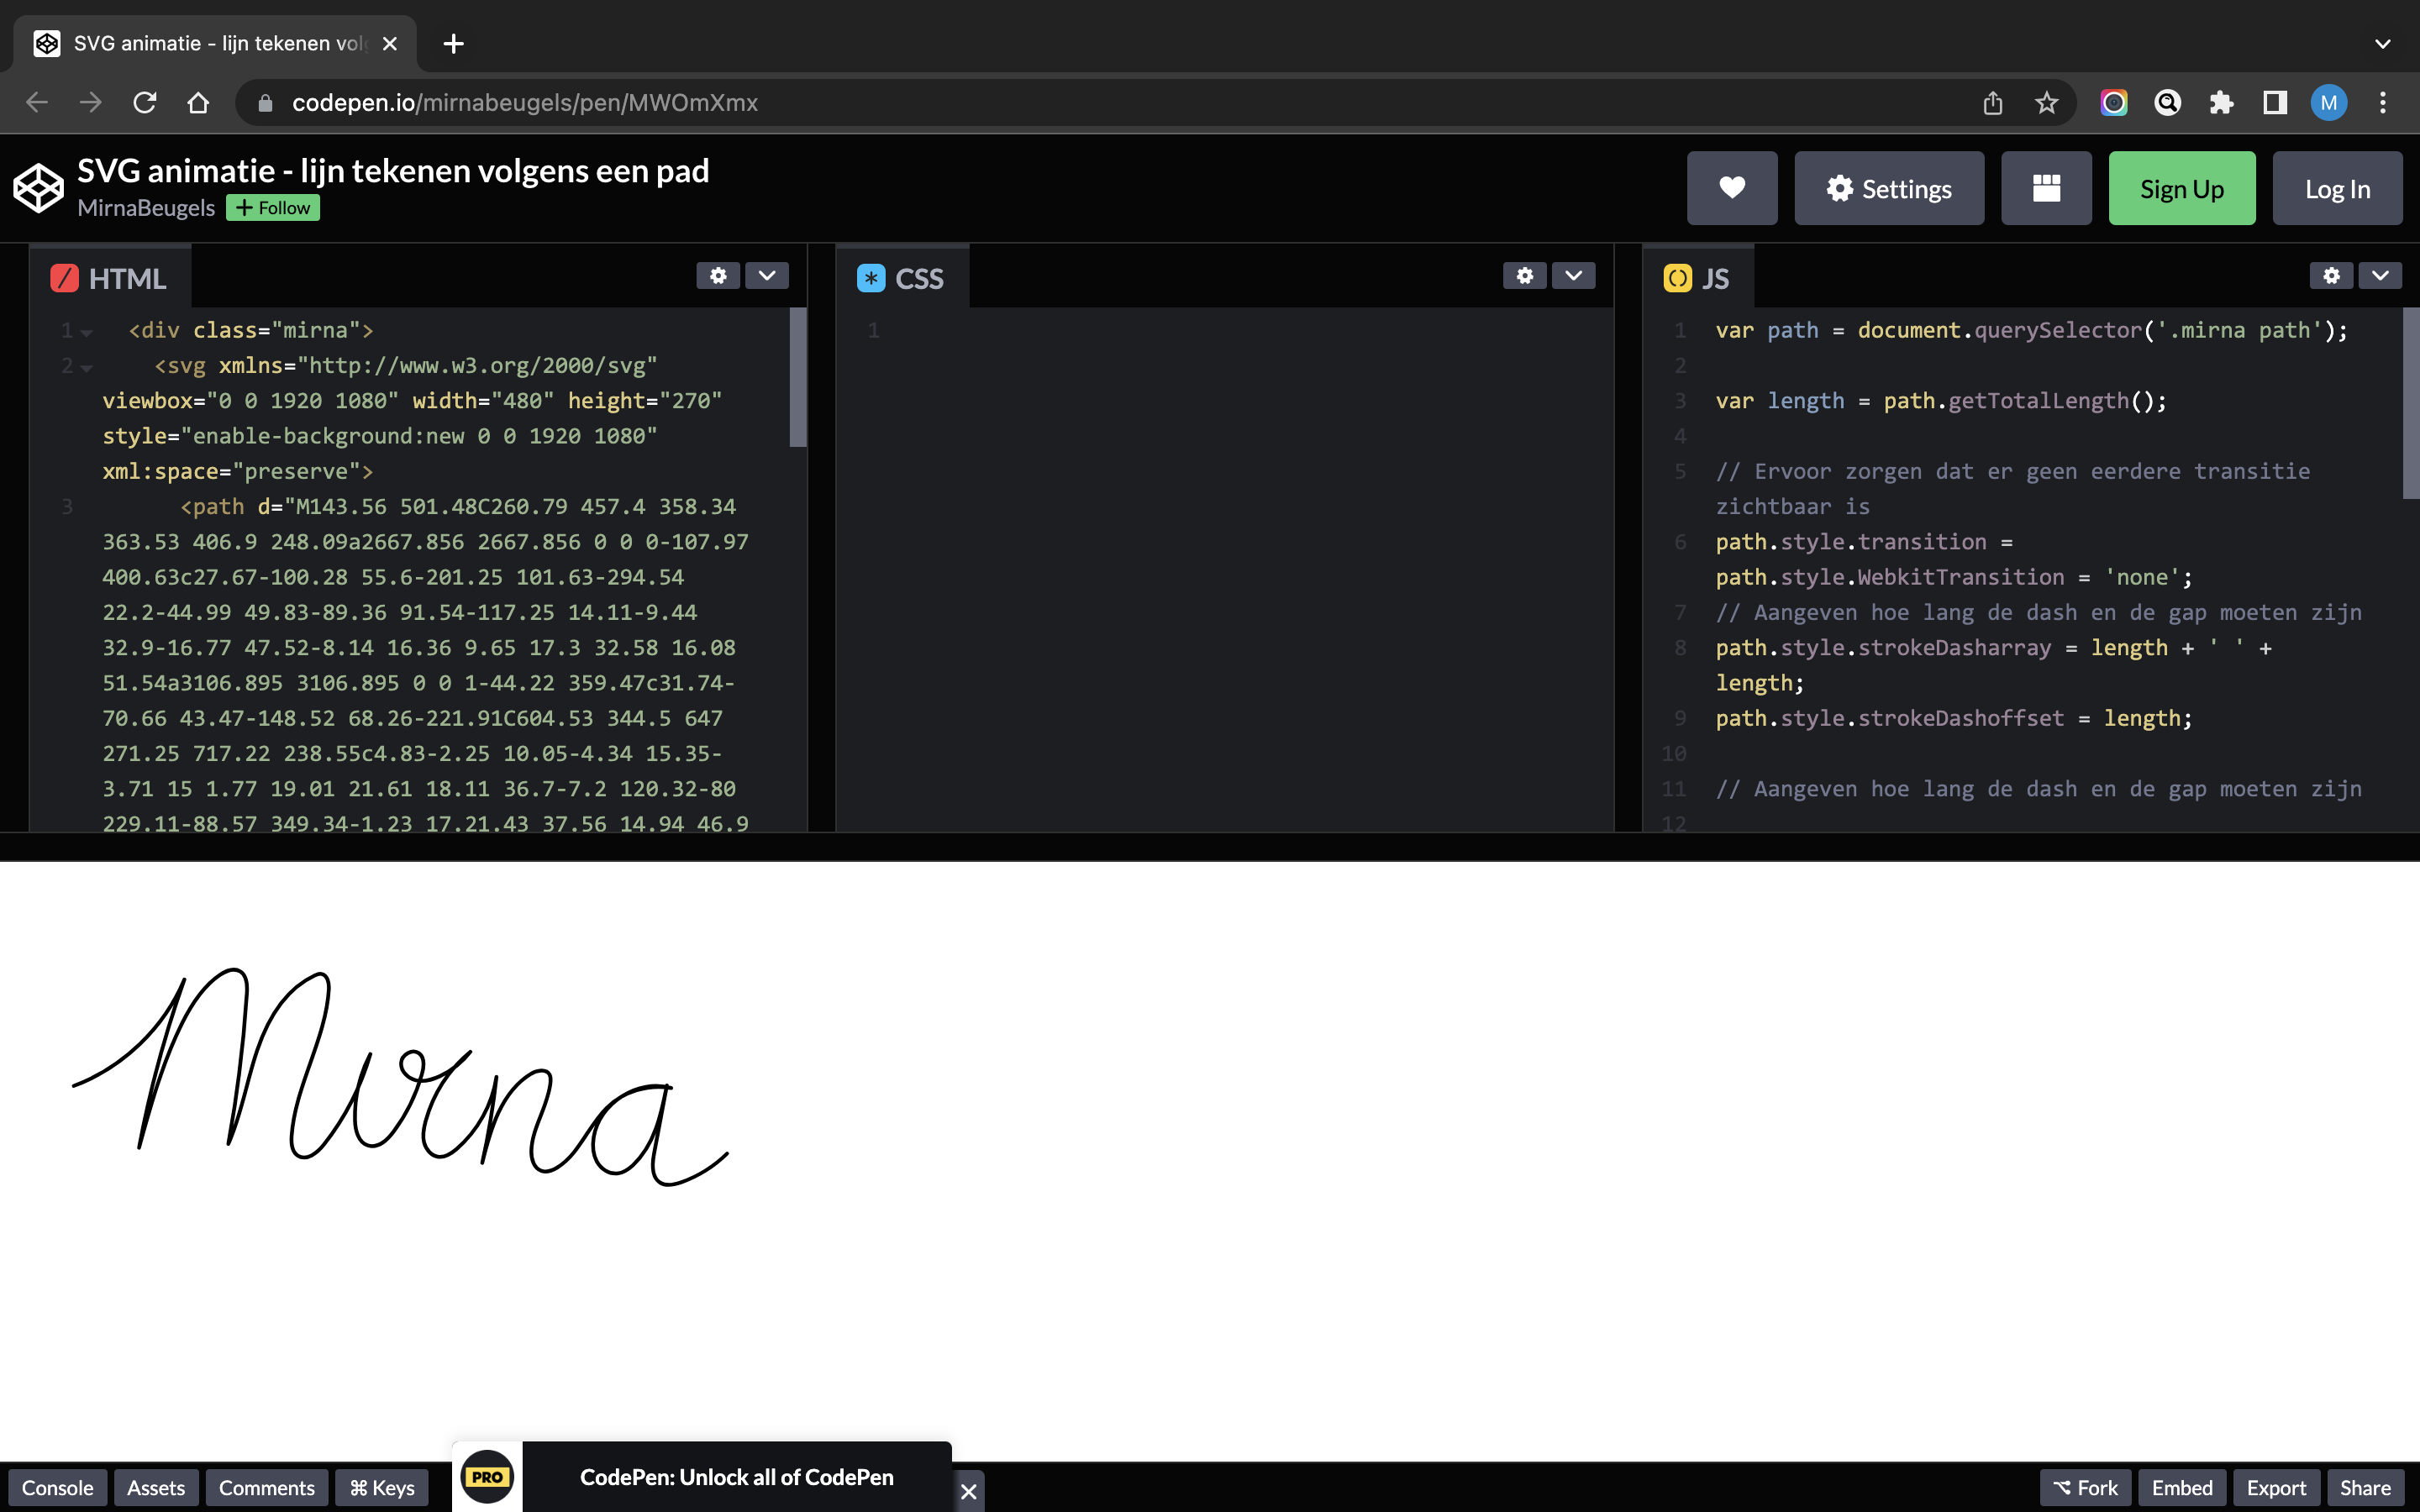 SVG animatie - lijn tekenen
codepen.io/mirnabeugels/pen/MWOmXmx
M
SVG animatie - lijn tekenen volgens een pad
MirnaBeugels + Follow
Settings
Sign Up
Log In
HTML
1 <div class="mirna">
2 <svg xmlns="http://www.w3.org/2000/svg"
viewbox="0 0 1920 1080" width="480" height="270"
style="enable-background:new 0 0 1920 1080"
xml:space="preserve">
3 <path d="M143.56 501.48C260.79 457.4 358.34
363.53 406.9 248.09a2667.856 2667.856 0 0 0-107.97
400.63c27.67-100.28 55.6-201.25 101.63-294.54
22.2-44.99 49.83-89.36 91.54-117.25 14.11-9.44
32.9-16.77 47.52-8.14 16.36 9.65 17.3 32.58 16.08
51.54a3106.895 3106.895 0 0 1-44.22 359.47c31.74-
70.66 43.47-148.52 68.26-221.91C604.53 344.5 647
271.25 717.22 238.55c4.83-2.25 10.05-4.34 15.35-
3.71 15 1.77 19.01 21.61 18.11 36.7-7.2 120.32-80
229.11-88.57 349.34-1.23 17.21.43 37.56 14.94 46.9
CSS
1
JS
1 var path = document.querySelector('.mirna path');
2
3 var length = path.getTotalLength();
4
5 // Ervoor zorgen dat er geen eerdere transitie
zichtbaar is
6 path.style.transition =
path.style.WebkitTransition = 'none';
7 // Aangeven hoe lang de dash en de gap moeten zijn
8 path.style.strokeDasharray = length + ' ' +
length;
9 path.style.strokeDashoffset = length;
10
11 // Aangeven hoe lang de dash en de gap moeten zijn
12
Mirna
Console
Assets
Comments
⌘ Keys
PRO
CodePen: Unlock all of CodePen
Fork
Embed
Export
Share